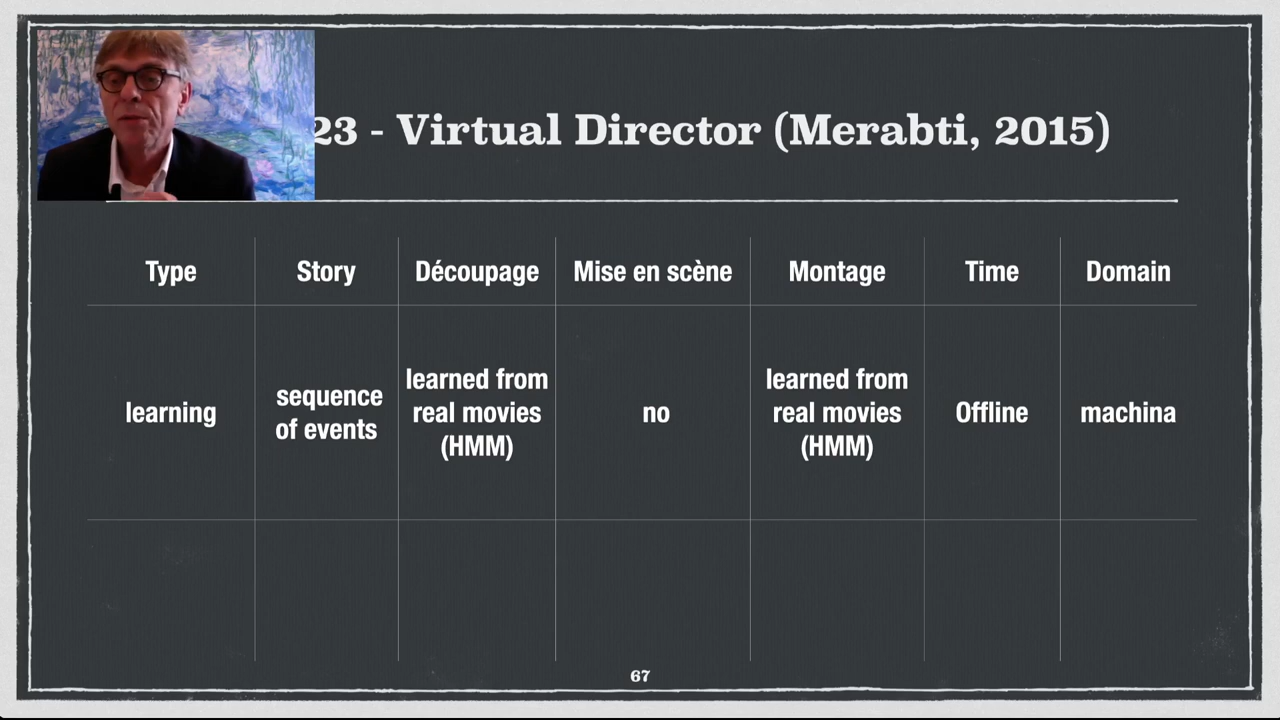 23 - Virtual Director (Merabti, 2015)
Type Story Découpage Mise en scène Montage Time Domain
learning
sequence
of events
learned from
real movies
(HMM)
no
learned from
real movies
(HMM)
Offline
machina
67